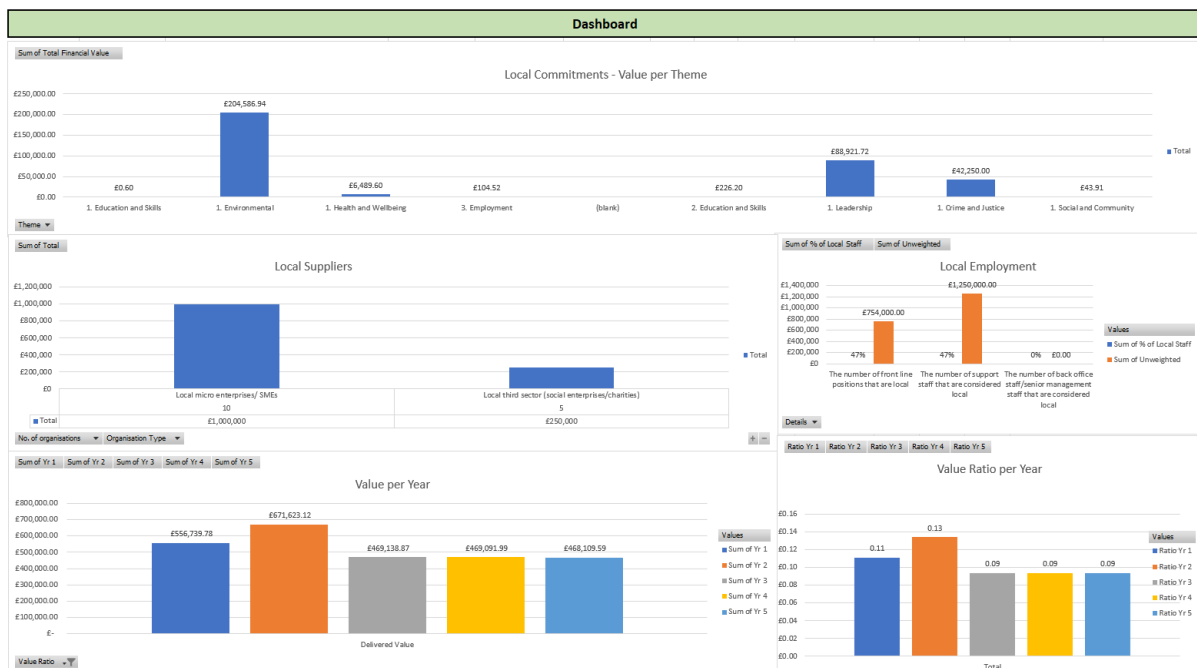 Dashboard
Sum of Total Financial Value
Local Commitments - Value per Theme
£250,000.00
£200,000.00
£150,000.00
£100,000.00
£50,000.00
£0.00
£0.60
£204,586.94
£6,489.60
£104.52
£226.20
£88,921.72
£42,250.00
£43.91
1. Education and Skills
1. Environmental
1. Health and Wellbeing
3. Employment
(blank)
2. Education and Skills
1. Leadership
1. Crime and Justice
1. Social and Community
Total
Theme
Sum of Total
Local Suppliers
£1,200,000
£1,000,000
£800,000
£600,000
£400,000
£200,000
£0
Local micro enterprises/ SMEs
Local third sector (social enterprises/charities)
10
5
Total
£1,000,000
£250,000
Total
No. of organisations
Organisation Type
Sum of % of Local Staff
Sum of Unweighted
Local Employment
£1,400,000
£1,200,000
£1,000,000
£800,000
£600,000
£400,000
£200,000
£0
47%
£754,000.00
47%
£1,250,000.00
0%
£0.00
The number of front line
positions that are local
The number of support
staff that are considered
local
The number of back office
staff/senior management
staff that are considered
local
Values
Sum of % of Local Staff
Sum of Unweighted
Details
Sum of Yr 1
Sum of Yr 2
Sum of Yr 3
Sum of Yr 4
Sum of Yr 5
Value per Year
£800,000.00
£700,000.00
£600,000.00
£500,000.00
£400,000.00
£300,000.00
£200,000.00
£100,000.00
£-
£556,739.78
£671,623.12
£469,138.87
£469,091.99
£468,109.59
Delivered Value
Values
Sum of Yr 1
Sum of Yr 2
Sum of Yr 3
Sum of Yr 4
Sum of Yr 5
Value Ratio
Ratio Yr 1
Ratio Yr 2
Ratio Yr 3
Ratio Yr 4
Ratio Yr 5
Value Ratio per Year
£0.16
£0.14
£0.12
£0.10
£0.08
£0.06
£0.04
£0.02
£0.00
0.11
0.13
0.09
0.09
0.09
Total
Values
Ratio Yr 1
Ratio Yr 2
Ratio Yr 3
Ratio Yr 4
Ratio Yr 5